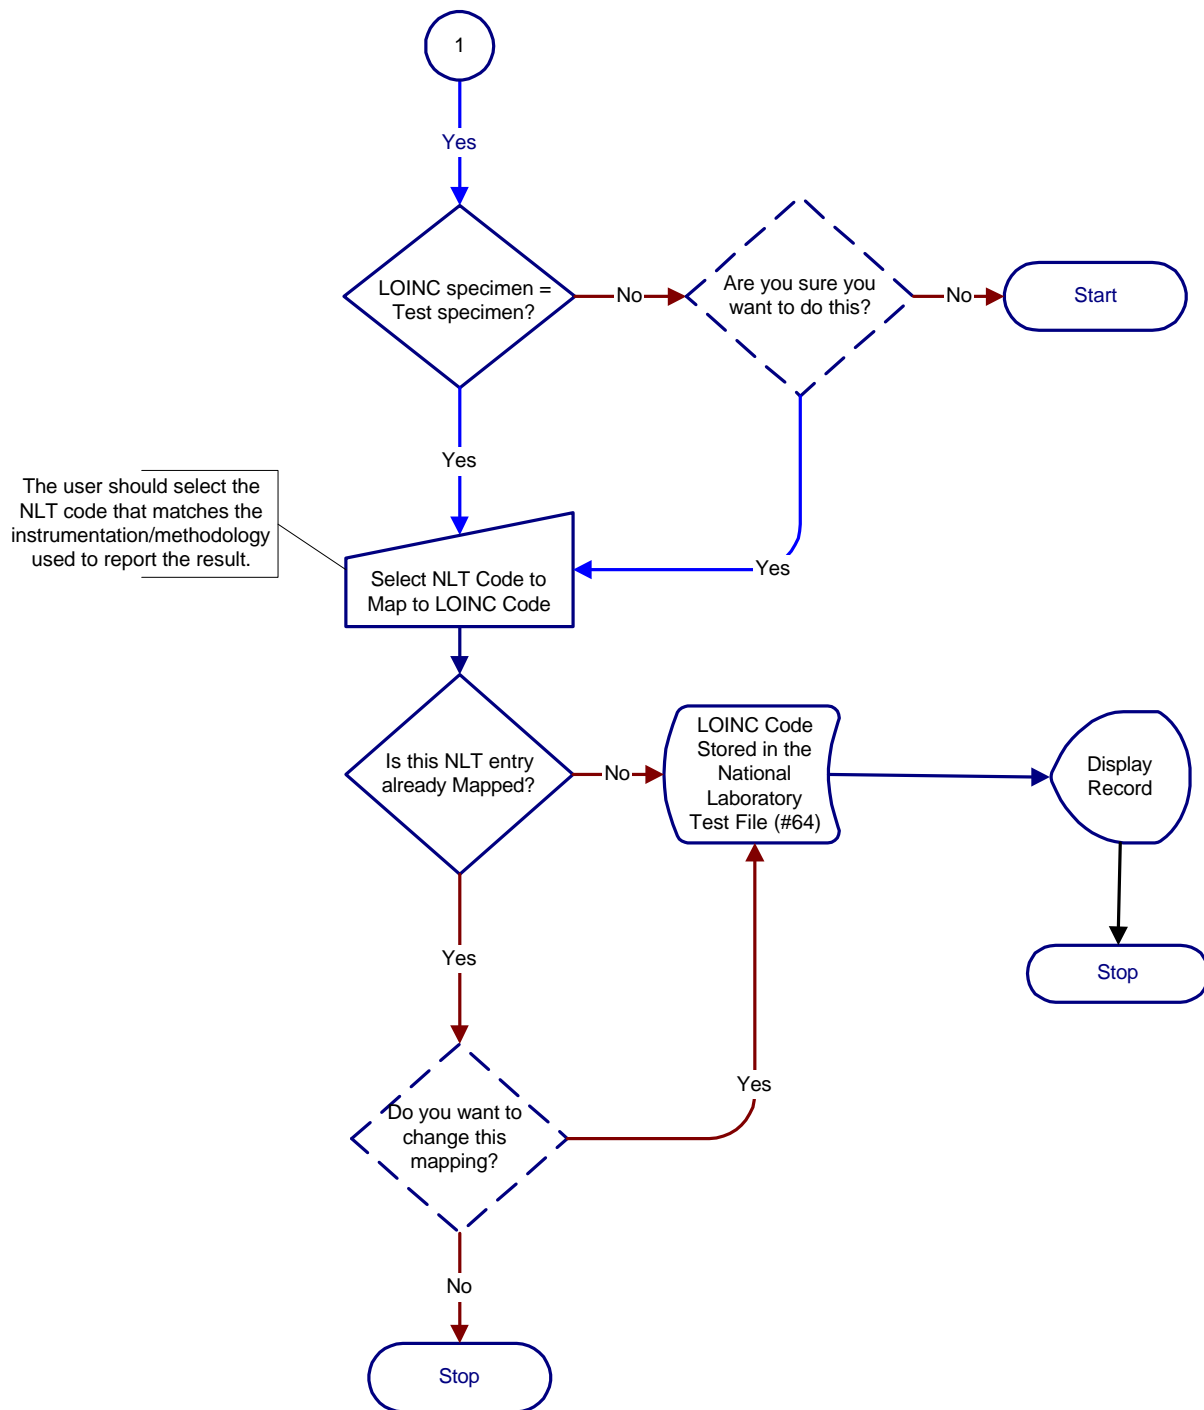 1
Yes
LOINC specimen =
Test specimen?
No
Are you sure you
want to do this?
No
Start
Yes
The user should select the
NLT code that matches the
instrumentation/methodology
used to report the result.
Select NLT Code to
Map to LOINC Code
Yes
Is this NLT entry
already Mapped?
No
LOINC Code
Stored in the
National
Laboratory
Test File (#64)
Display
Record
Yes
Stop
Do you want to
change this
mapping?
Yes
No
Stop